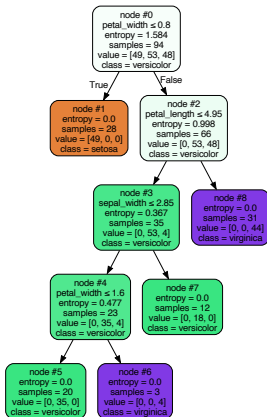 node #0
petal_width ≤ 0.8
entropy = 1.584
samples = 94
value = [49, 53, 48]
class = versicolor
True
False
node #1
entropy = 0.0
samples = 28
value = [49, 0, 0]
class = setosa
node #2
petal_length ≤ 4.95
entropy = 0.998
samples = 66
value = [0, 53, 48]
class = versicolor
node #3
sepal_width ≤ 2.85
entropy = 0.367
samples = 35
value = [0, 53, 4]
class = versicolor
node #8
entropy = 0.0
samples = 31
value = [0, 0, 44]
class = virginica
node #4
petal_width ≤ 1.6
entropy = 0.477
samples = 23
value = [0, 35, 4]
class = versicolor
node #7
entropy = 0.0
samples = 12
value = [0, 18, 0]
class = versicolor
node #5
entropy = 0.0
samples = 20
value = [0, 35, 0]
class = versicolor
node #6
entropy = 0.0
samples = 3
value = [0, 0, 4]
class = virginica